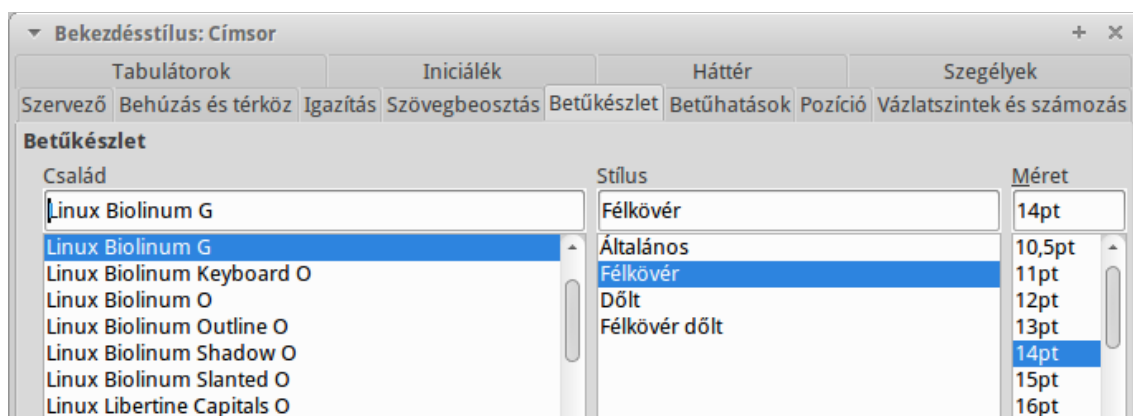 Bekezdésstílus: Címsor
Tabulátorok Iniciálék Háttér Szegélyek
Szervező Behúzás és térköz Igazítás Szövegbeosztás Betűkészlet Betűhatások Pozíció Vázlatszintek és számozás
Betűkészlet
Család Stílus Méret
Linux Biolinum G Félkövér 14pt
Linux Biolinum G Általános 10,5pt
Linux Biolinum Keyboard O Félkövér 11pt
Linux Biolinum O Dőlt 12pt
Linux Biolinum Outline O Félkövér dőlt 13pt
Linux Biolinum Shadow O 14pt
Linux Biolinum Slanted O 15pt
Linux Libertine Capitals O 16pt